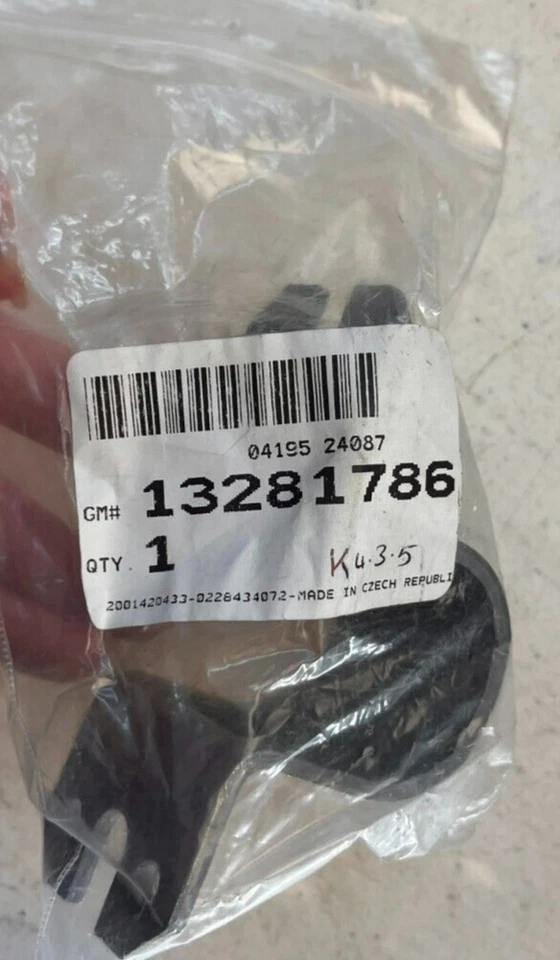 04195 24087
GM# 13281786
QTY. 1
K4.3.5
2001420433-0228434072-MADE IN CZECH REPUBLI